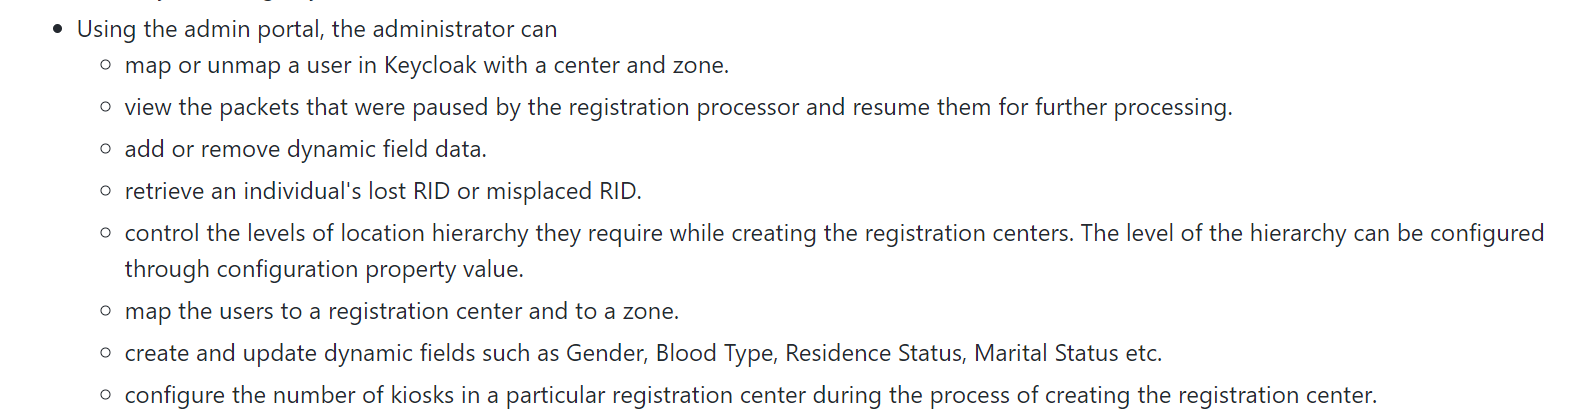 Using the admin portal, the administrator can
map or unmap a user in Keycloak with a center and zone.
view the packets that were paused by the registration processor and resume them for further processing.
add or remove dynamic field data.
retrieve an individual's lost RID or misplaced RID.
control the levels of location hierarchy they require while creating the registration centers. The level of the hierarchy can be configured
through configuration property value.
map the users to a registration center and to a zone.
create and update dynamic fields such as Gender, Blood Type, Residence Status, Marital Status etc.
configure the number of kiosks in a particular registration center during the process of creating the registration center.